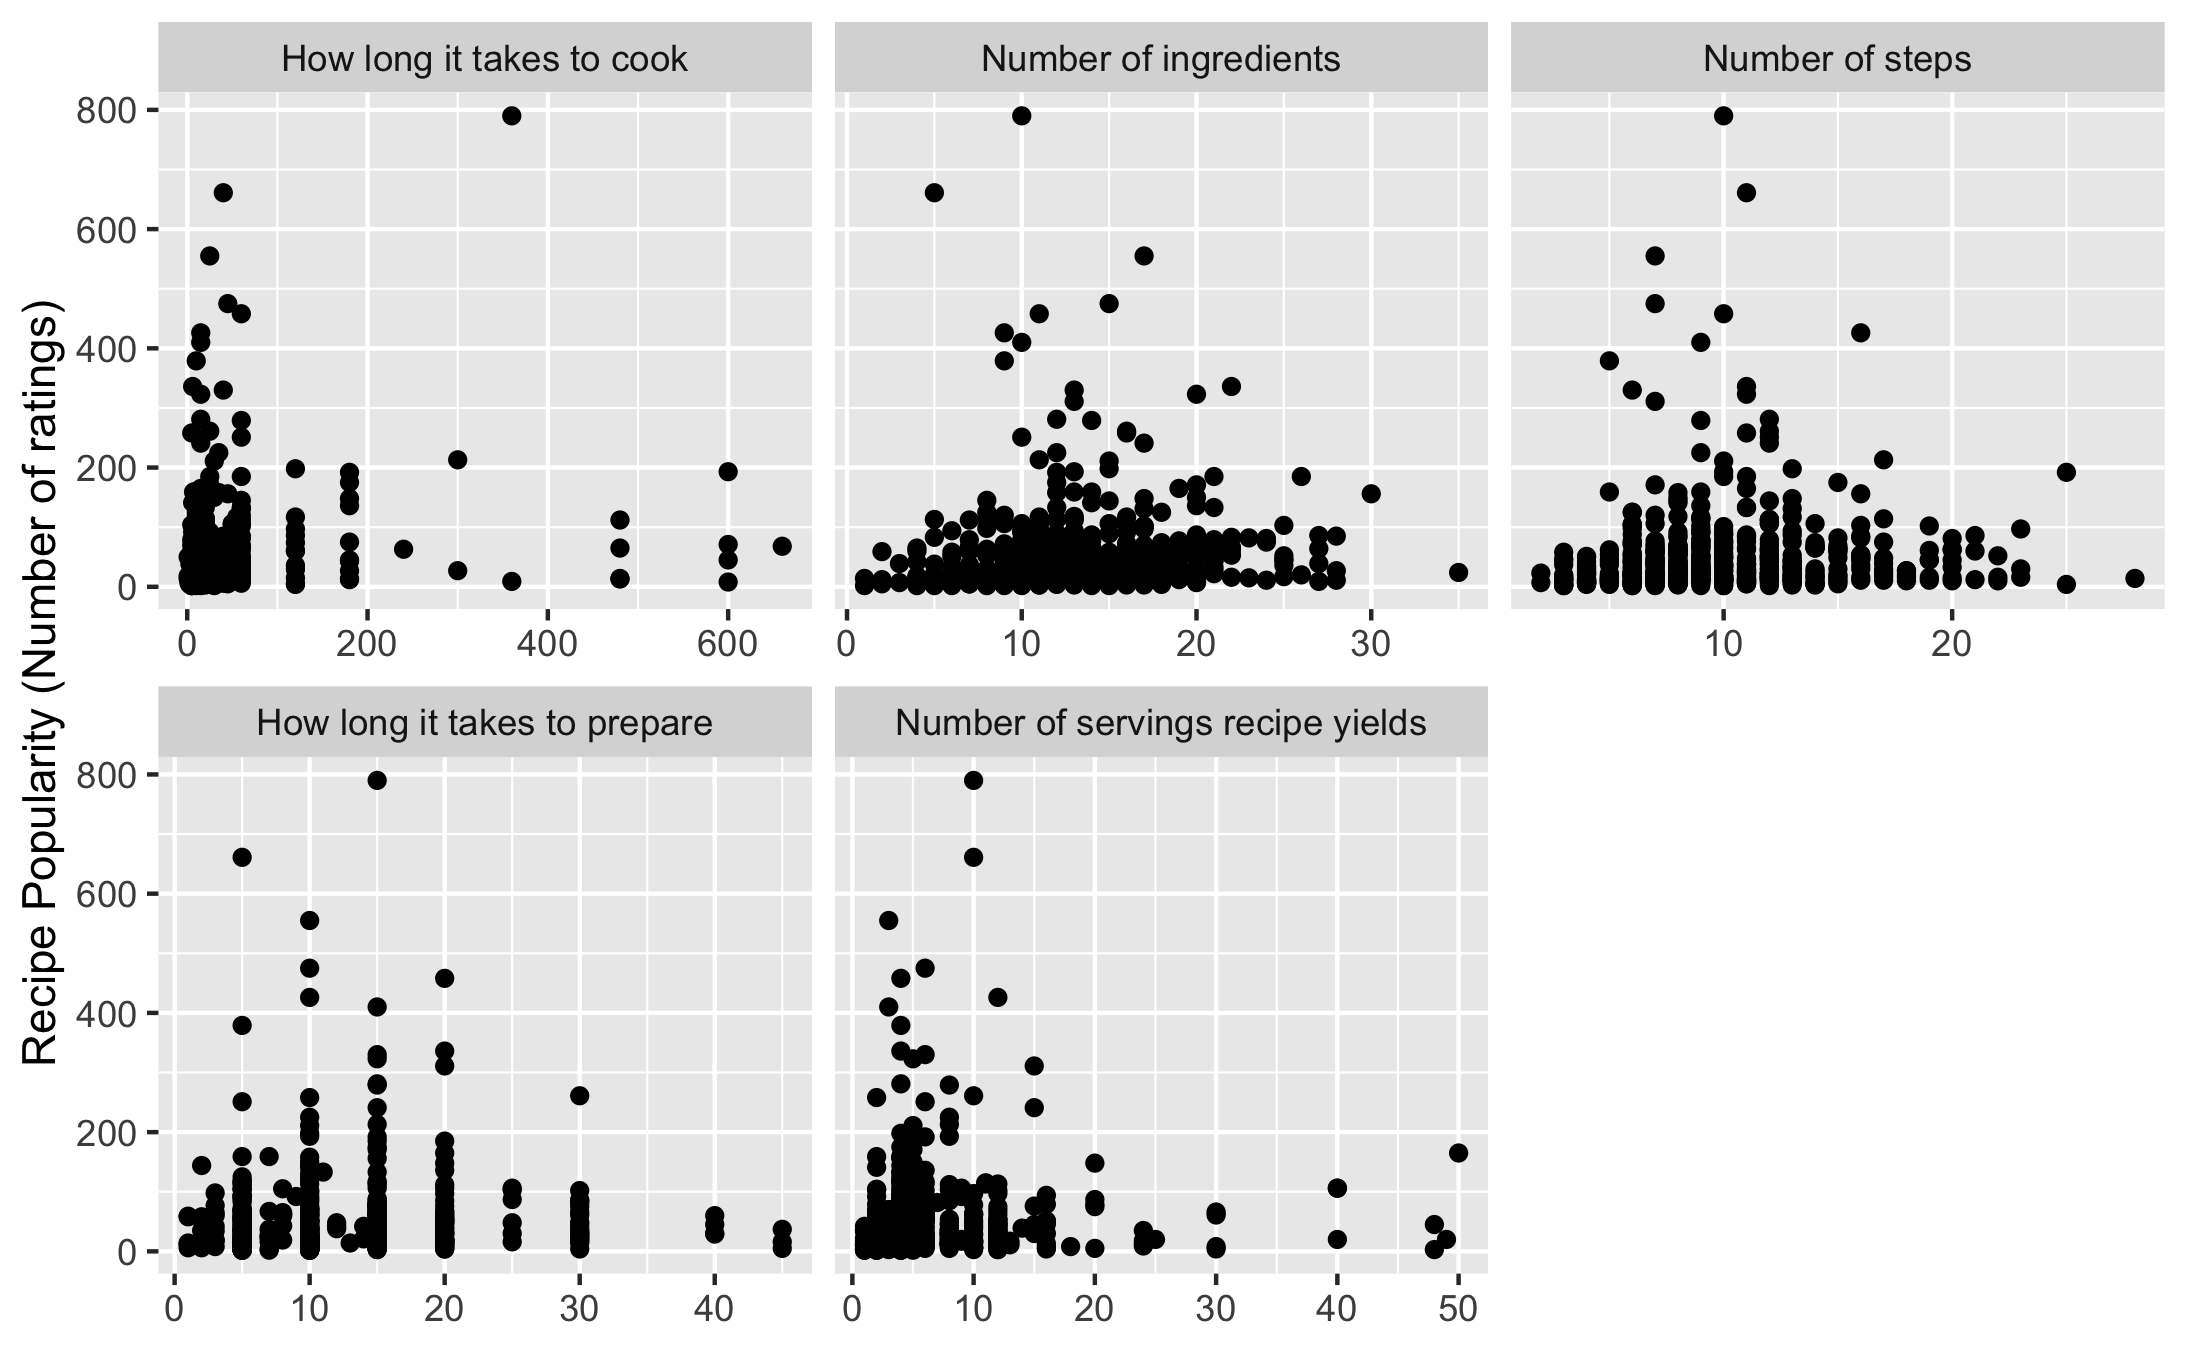 Recipe Popularity (Number of ratings)
How long it takes to cook
Number of ingredients
Number of steps
800
600
400
200
0
0 200 400 600
0 10 20 30
10 20
How long it takes to prepare
Number of servings recipe yields
800
600
400
200
0
0 10 20 30 40
0 10 20 30 40 50